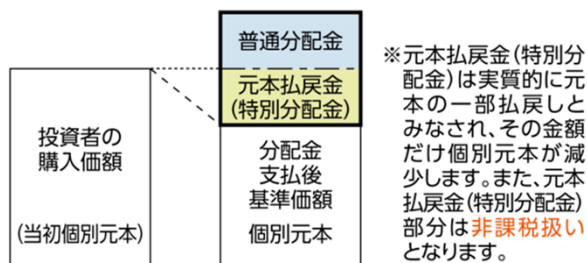 普通分配金
元本払戻金
(特別分配金)
投資者の
購入価額
(当初個別元本)
分配金
支払後
基準価額
個別元本
※元本払戻金(特別分
配金)は実質的に元
本の一部払戻しと
みなされ、その金額
だけ個別元本が減
少します。また、元本
払戻金(特別分配金)
部分は非課税扱い
となります。